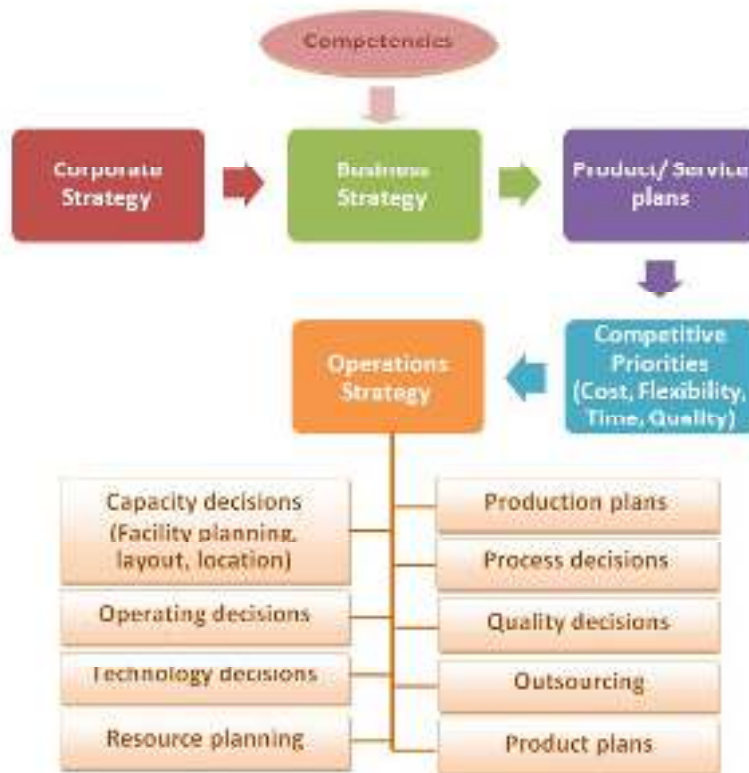 Competencies
Corporate
Strategy
Business
Strategy
Product/ Service
plans
Competitive
Priorities
(Cost, Flexibility,
Time, Quality)
Operations
Strategy
Capacity decisions
(Facility planning,
layout, location)
Operating decisions
Technology decisions
Resource planning
Production plans
Process decisions
Quality decisions
Outsourcing
Product plans